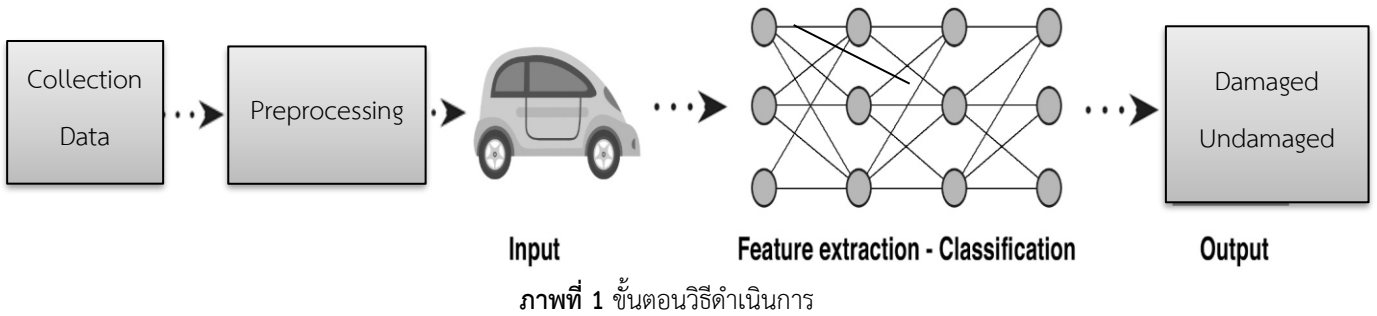 Collection
Data
Preprocessing
Damaged
Undamaged
Input
Feature extraction - Classification
Output
ภาพที่ 1 ขั้นตอนวิธีดำเนินการ